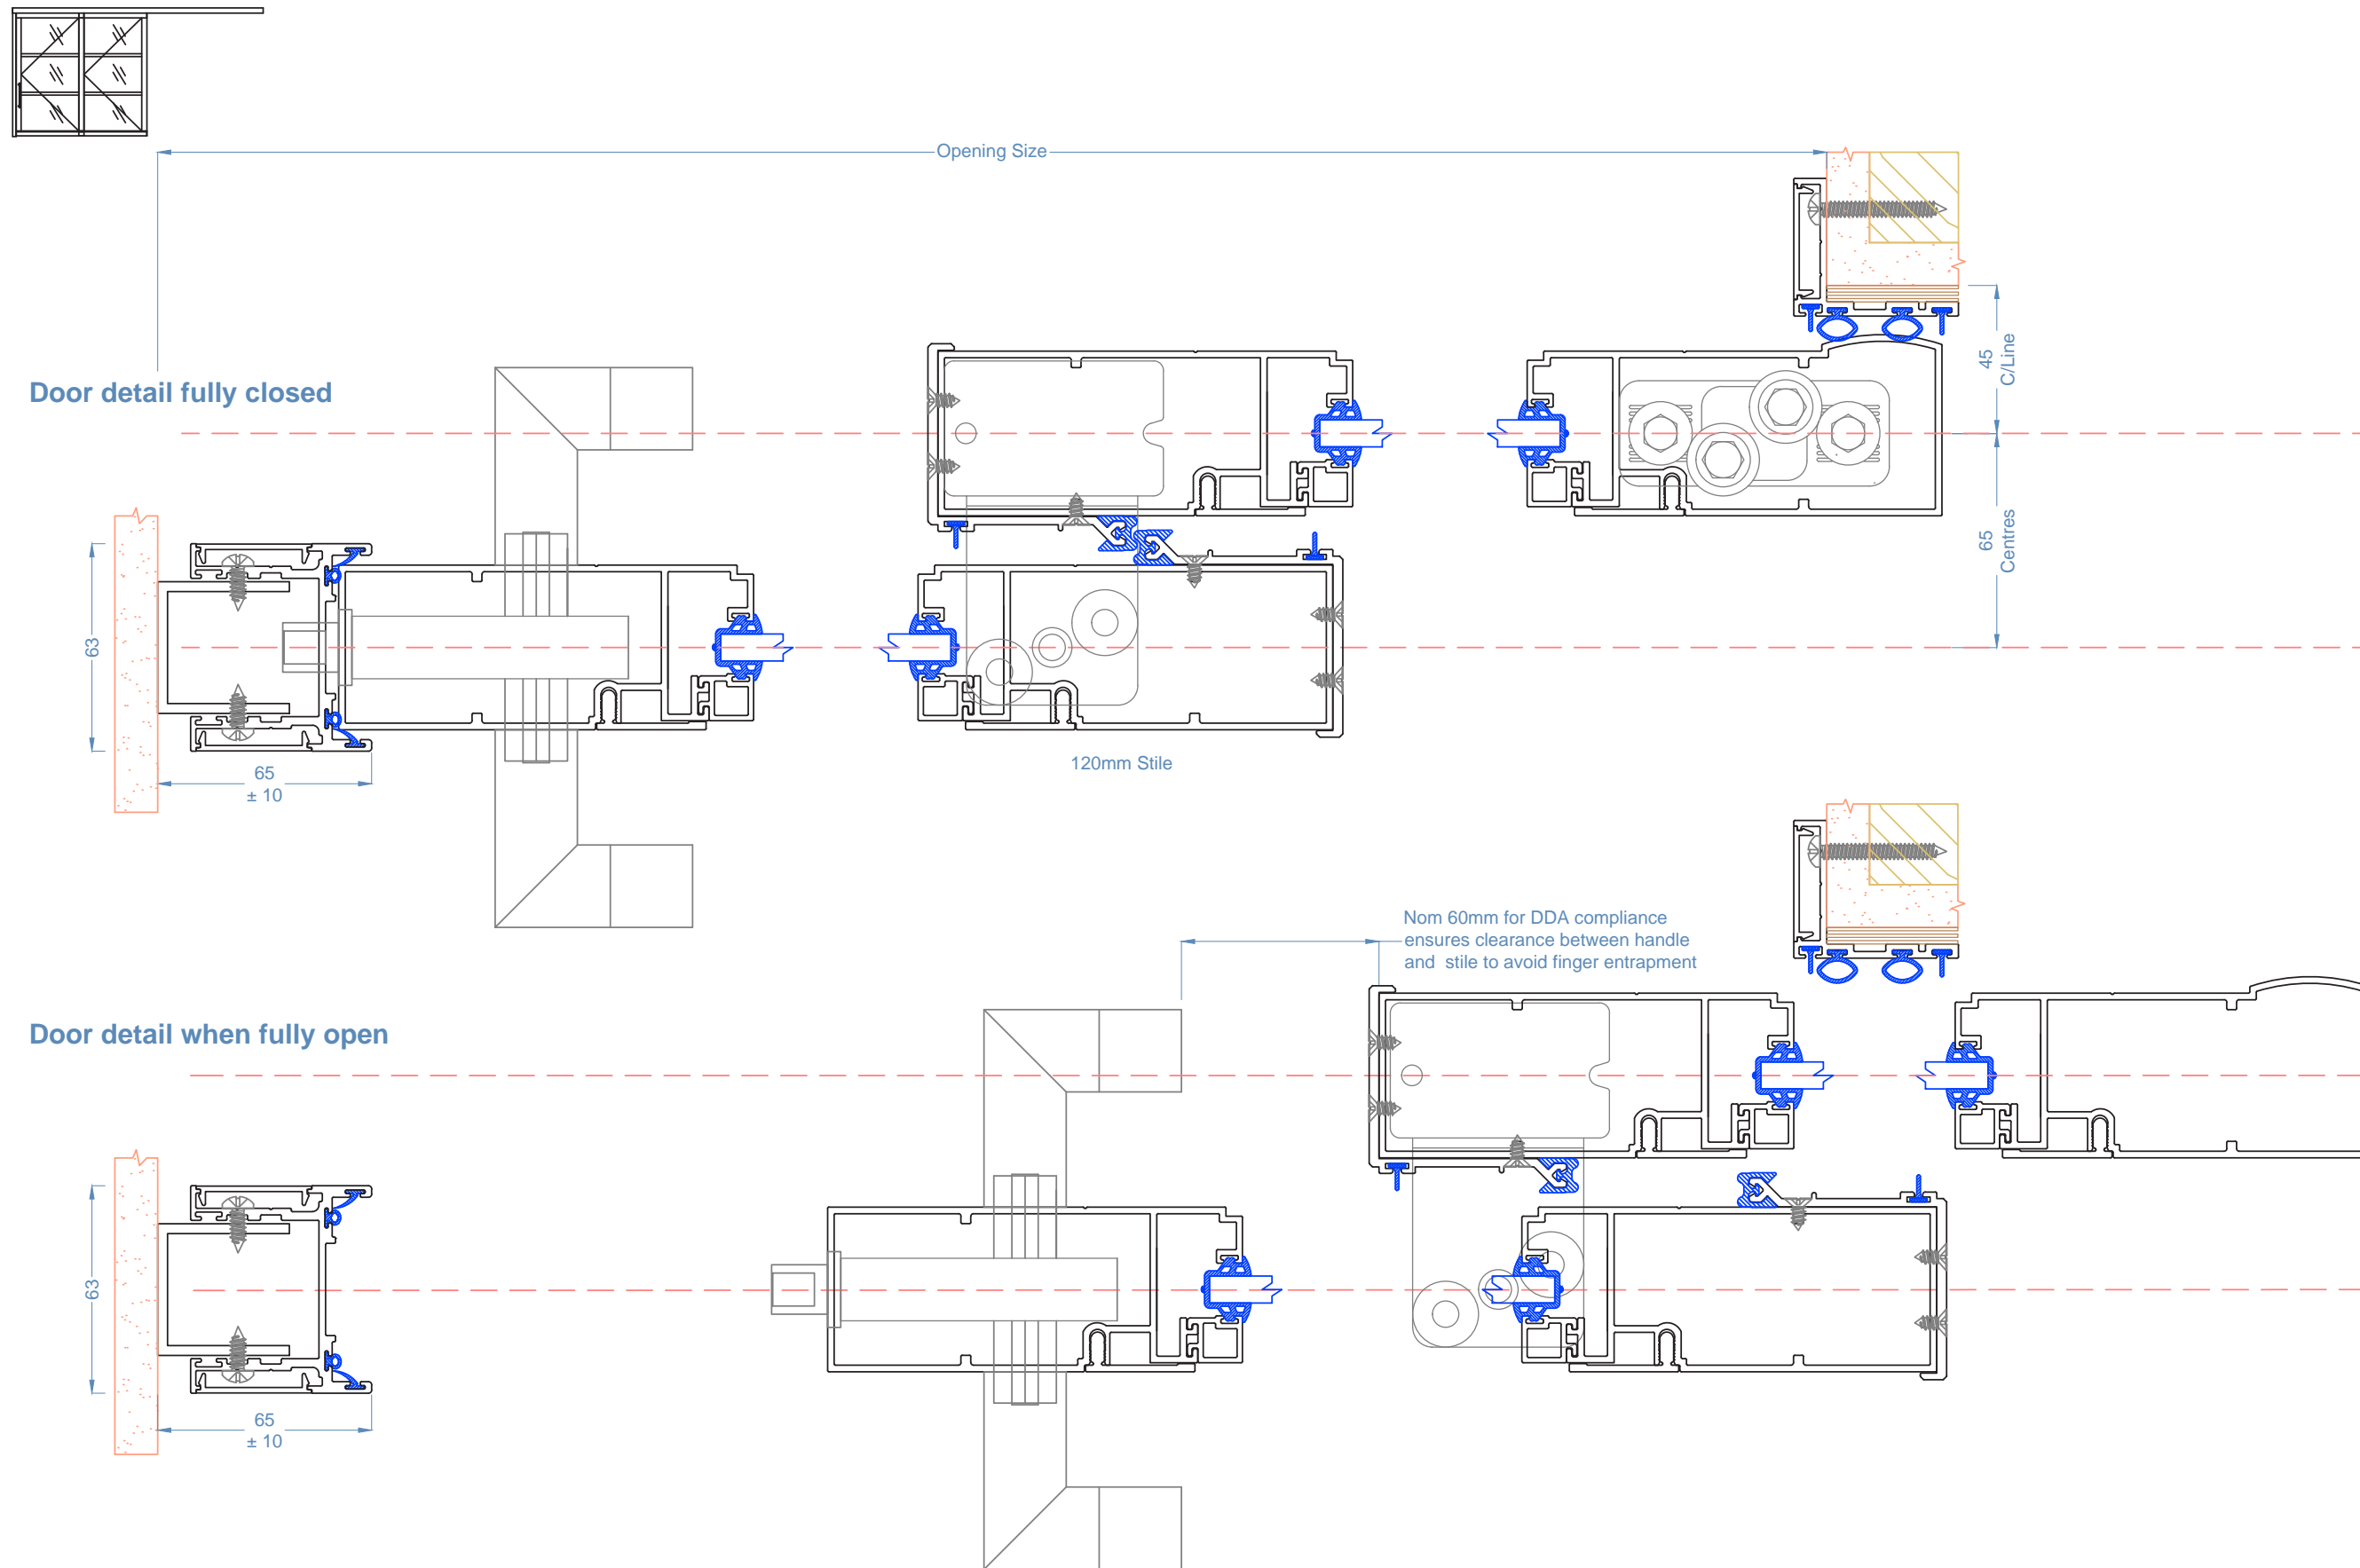 Opening Size
Door detail fully closed
45
C/Line
65
Centres
63
65
± 10
120mm Stile
Nom 60mm for DDA compliance
ensures clearance between handle
and stile to avoid finger entrapment
Door detail when fully open
63
65
± 10